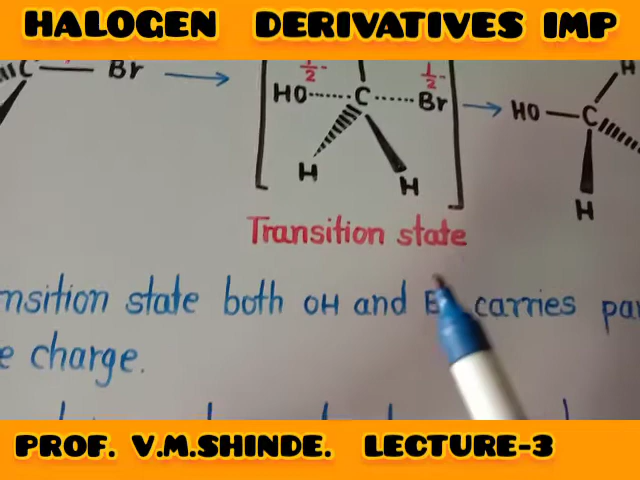 HALOGEN DERIVATIVES IMP
C Br 1/2- 1/2- H
HO C Br HO C
H H H
Transition state
nsition state both OH and carries par
e charge.
PROF. V.M.SHINDE. LECTURE-3